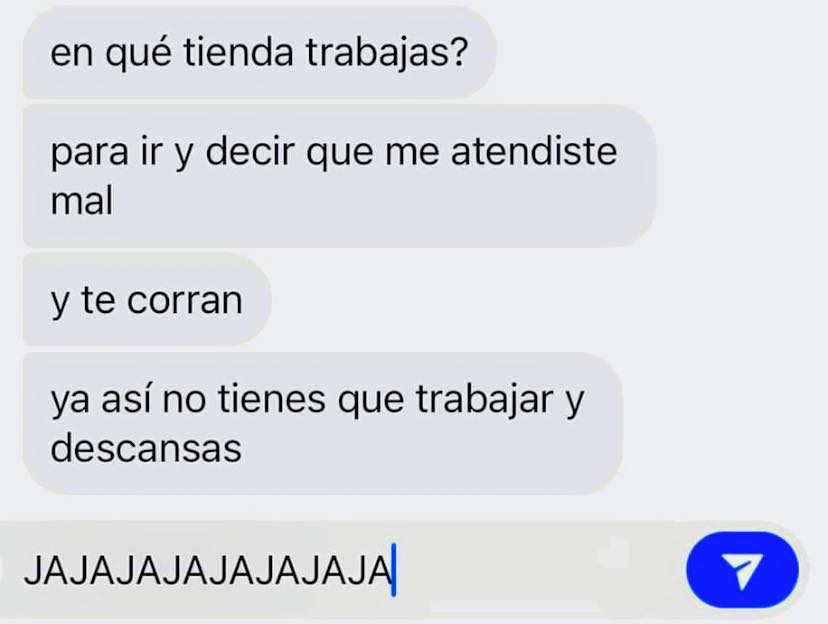 en qué tienda trabajas?
para ir y decir que me atendiste
mal
y te corran
ya así no tienes que trabajar y
descansas
JAJAJAJAJAJAJAJA